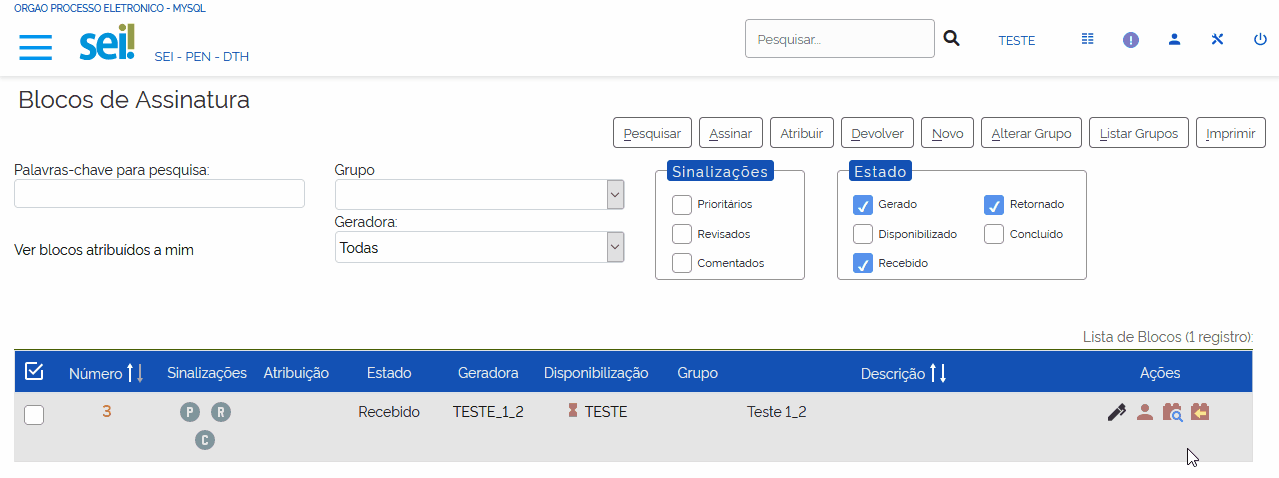 ORGAO PROCESSO ELETRONICO - MYSQL
sei!
SEI - PEN - DTH
Pesquisar...
TESTE
Blocos de Assinatura
Pesquisar
Assinar
Atribuir
Devolver
Novo
Alterar Grupo
Listar Grupos
Imprimir
Palavras-chave para pesquisa:
Ver blocos atribuídos a mim
Grupo
Geradora:
Todas
Sinalizações
Prioritários
Revisados
Comentados
Estado
Gerado
Retornado
Disponibilizado
Concluído
Recebido
Lista de Blocos (1 registro):
Número Sinalizações Atribuição Estado Geradora Disponibilização Grupo Descrição Ações
3 P R Recebido TESTE_1_2 TESTE Teste 1_2
C